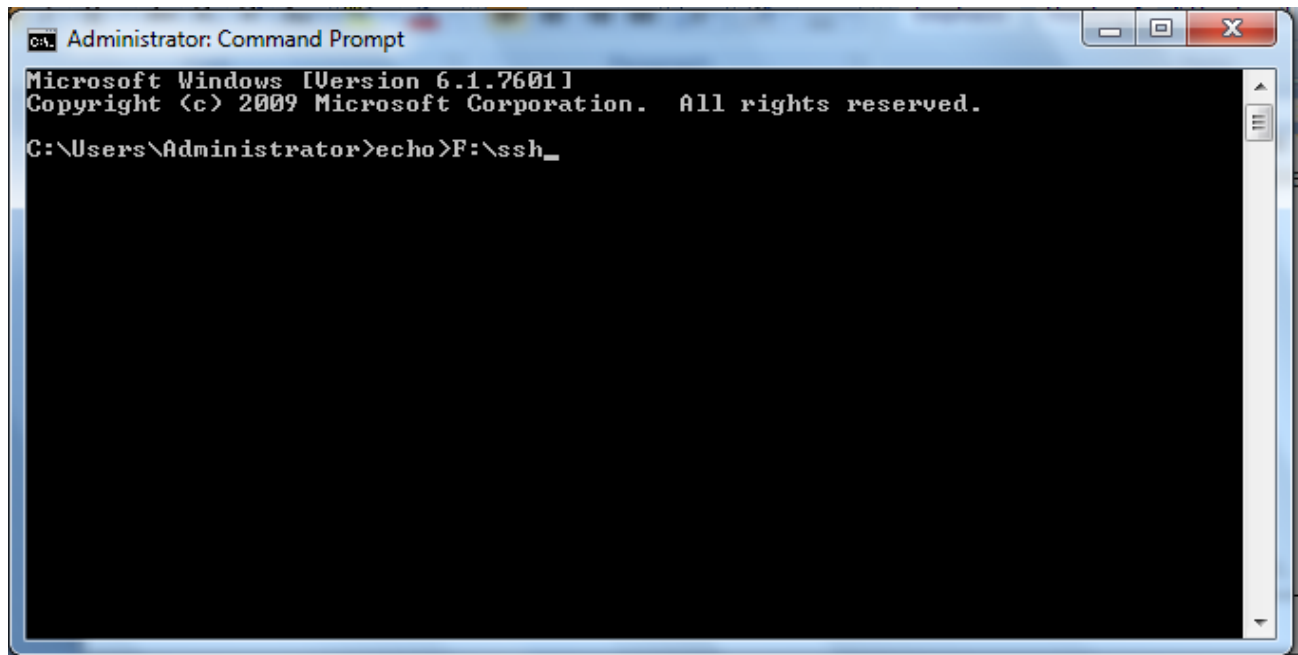 Administrator: Command Prompt
Microsoft Windows [Version 6.1.7601]
Copyright (c) 2009 Microsoft Corporation.  All rights reserved.
C:\Users\Administrator>echo>F:\ssh_